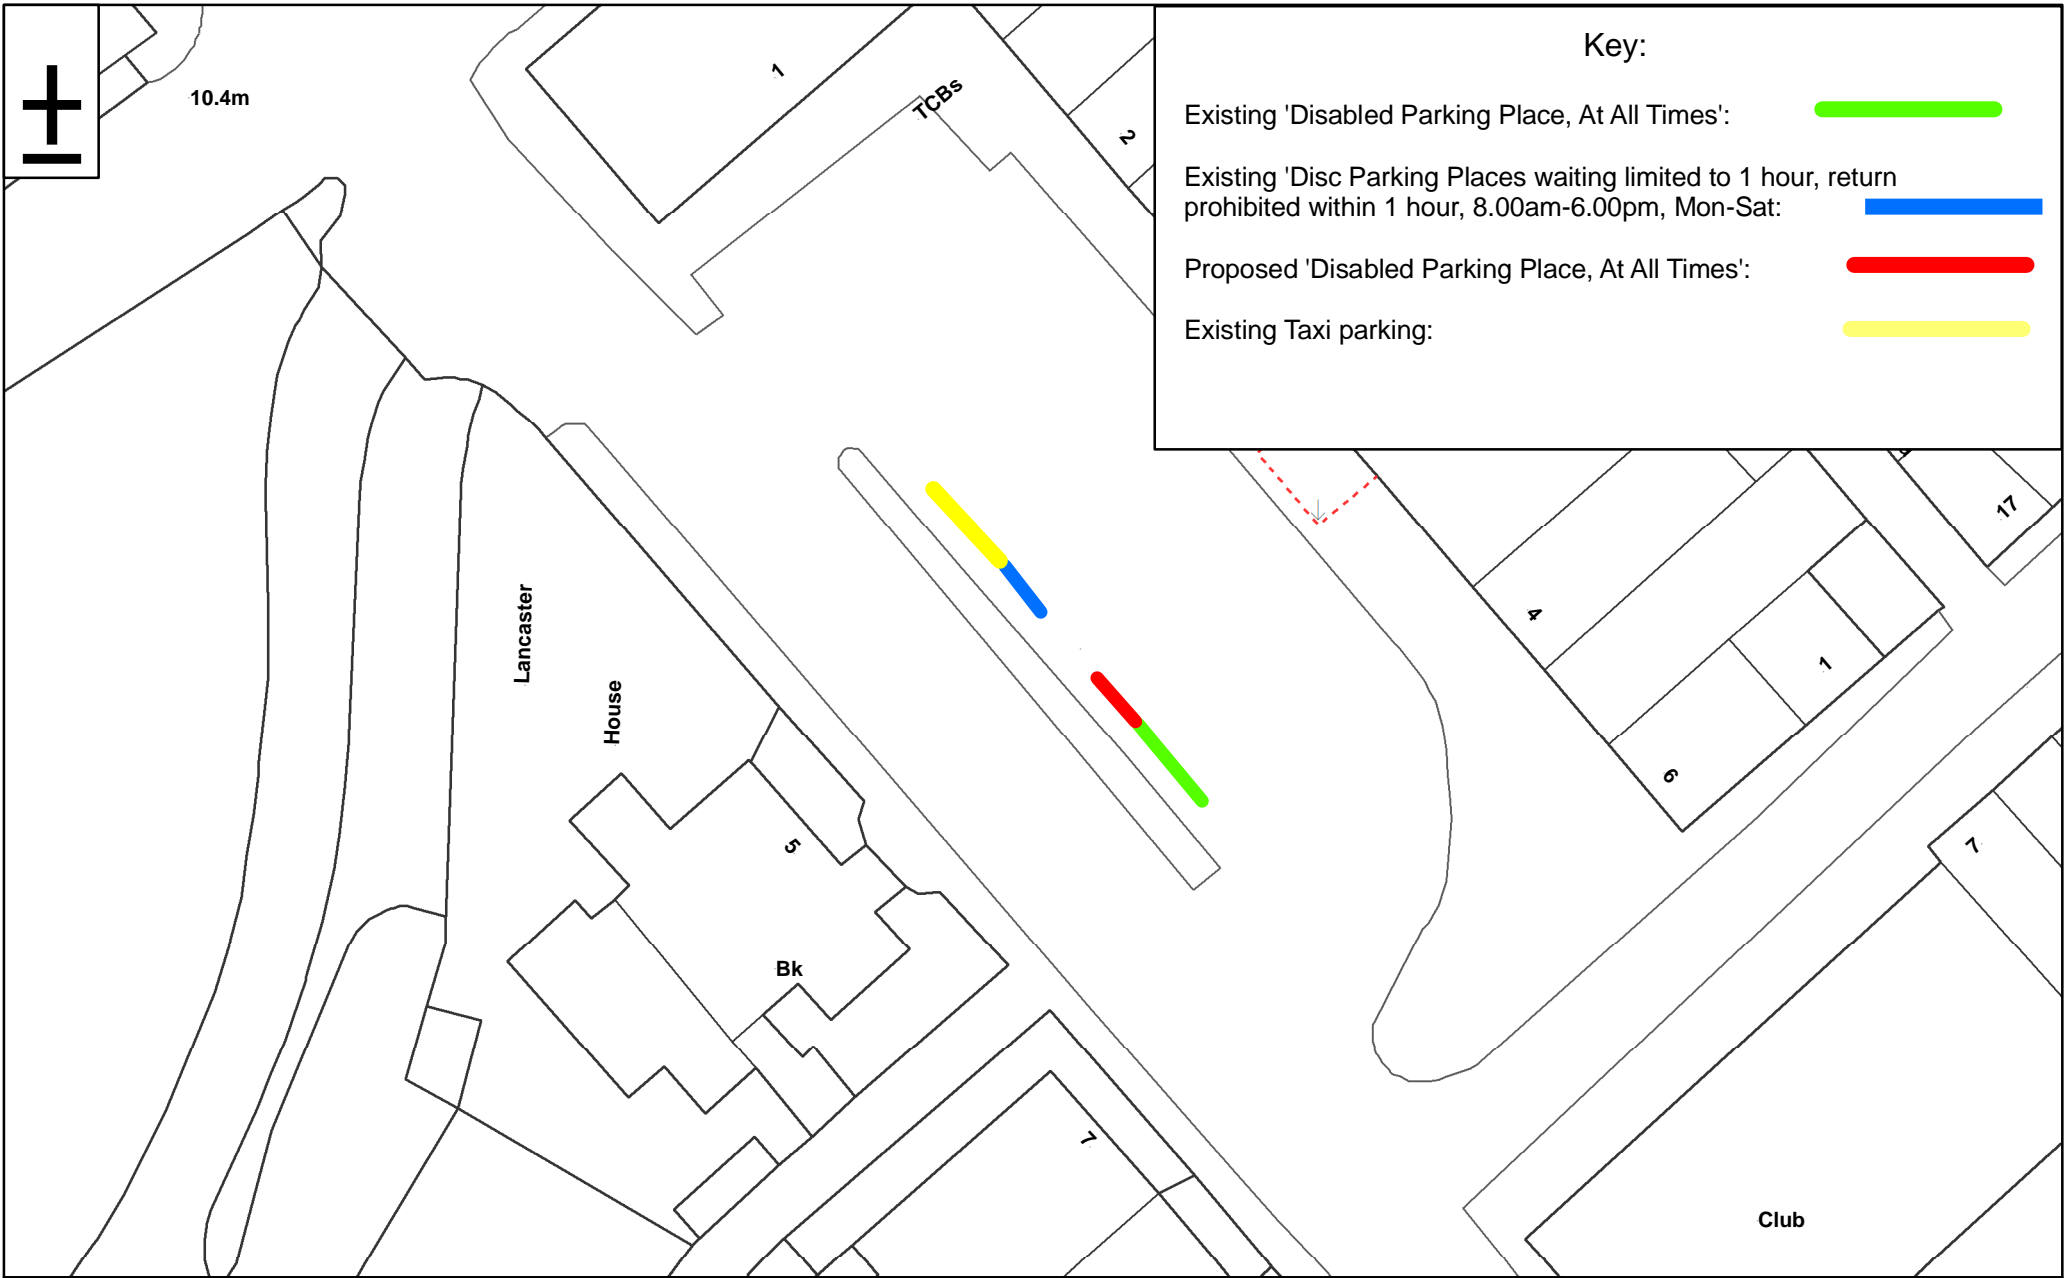 Key:
Existing 'Disabled Parking Place, At All Times':
Existing 'Disc Parking Places waiting limited to 1 hour, return
prohibited within 1 hour, 8.00am-6.00pm, Mon-Sat:
Proposed 'Disabled Parking Place, At All Times':
Existing Taxi parking:
10.4m
1
TCBs
2
17
4
1
6
7
Lancaster
House
5
Bk
7
Club